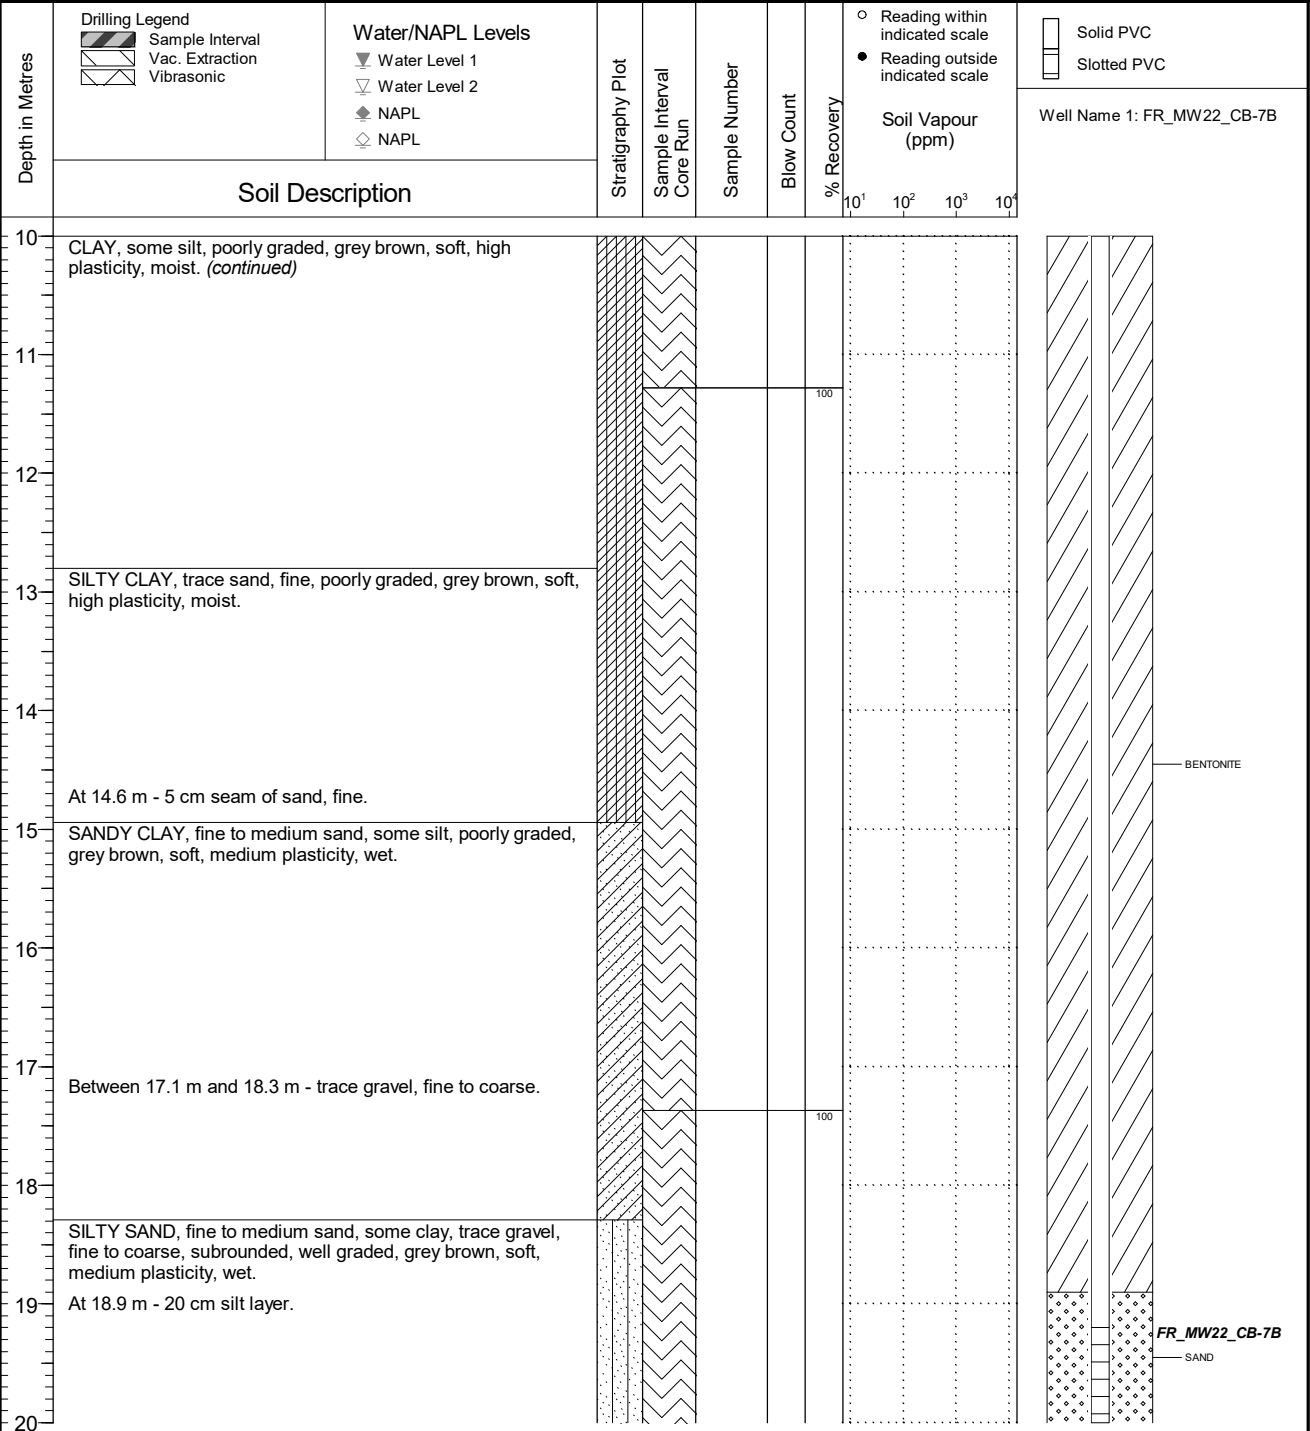 Drilling Legend
Sample Interval
Vac. Extraction
Vibrasonic
Water/NAPL Levels
Water Level 1
Water Level 2
NAPL
NAPL
Depth in Metres
Soil Description
Stratigraphy Plot
Sample Interval
Core Run
Sample Number
Blow Count
% Recovery
Reading within
indicated scale
Reading outside
indicated scale
Soil Vapour
(ppm)
10¹ 10² 10³ 10⁴
Solid PVC
Slotted PVC
Well Name 1: FR_MW22_CB-7B
10
CLAY, some silt, poorly graded, grey brown, soft, high
plasticity, moist. (continued)
11
100
12
SILTY CLAY, trace sand, fine, poorly graded, grey brown, soft,
13
high plasticity, moist.
14
BENTONITE
At 14.6 m - 5 cm seam of sand, fine.
15
SANDY CLAY, fine to medium sand, some silt, poorly graded,
grey brown, soft, medium plasticity, wet.
16
17
Between 17.1 m and 18.3 m - trace gravel, fine to coarse.
100
18
SILTY SAND, fine to medium sand, some clay, trace gravel,
fine to coarse, subrounded, well graded, grey brown, soft,
medium plasticity, wet.
19
At 18.9 m - 20 cm silt layer.
FR_MW22_CB-7B
SAND
20